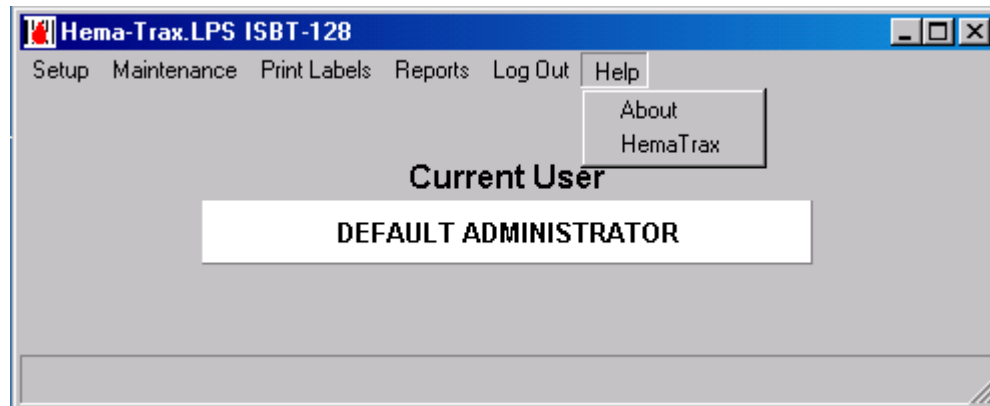 Hema-Trax.LPS ISBT-128
Setup Maintenance Print Labels Reports Log Out Help
About
HemaTrax
Current User
DEFAULT ADMINISTRATOR